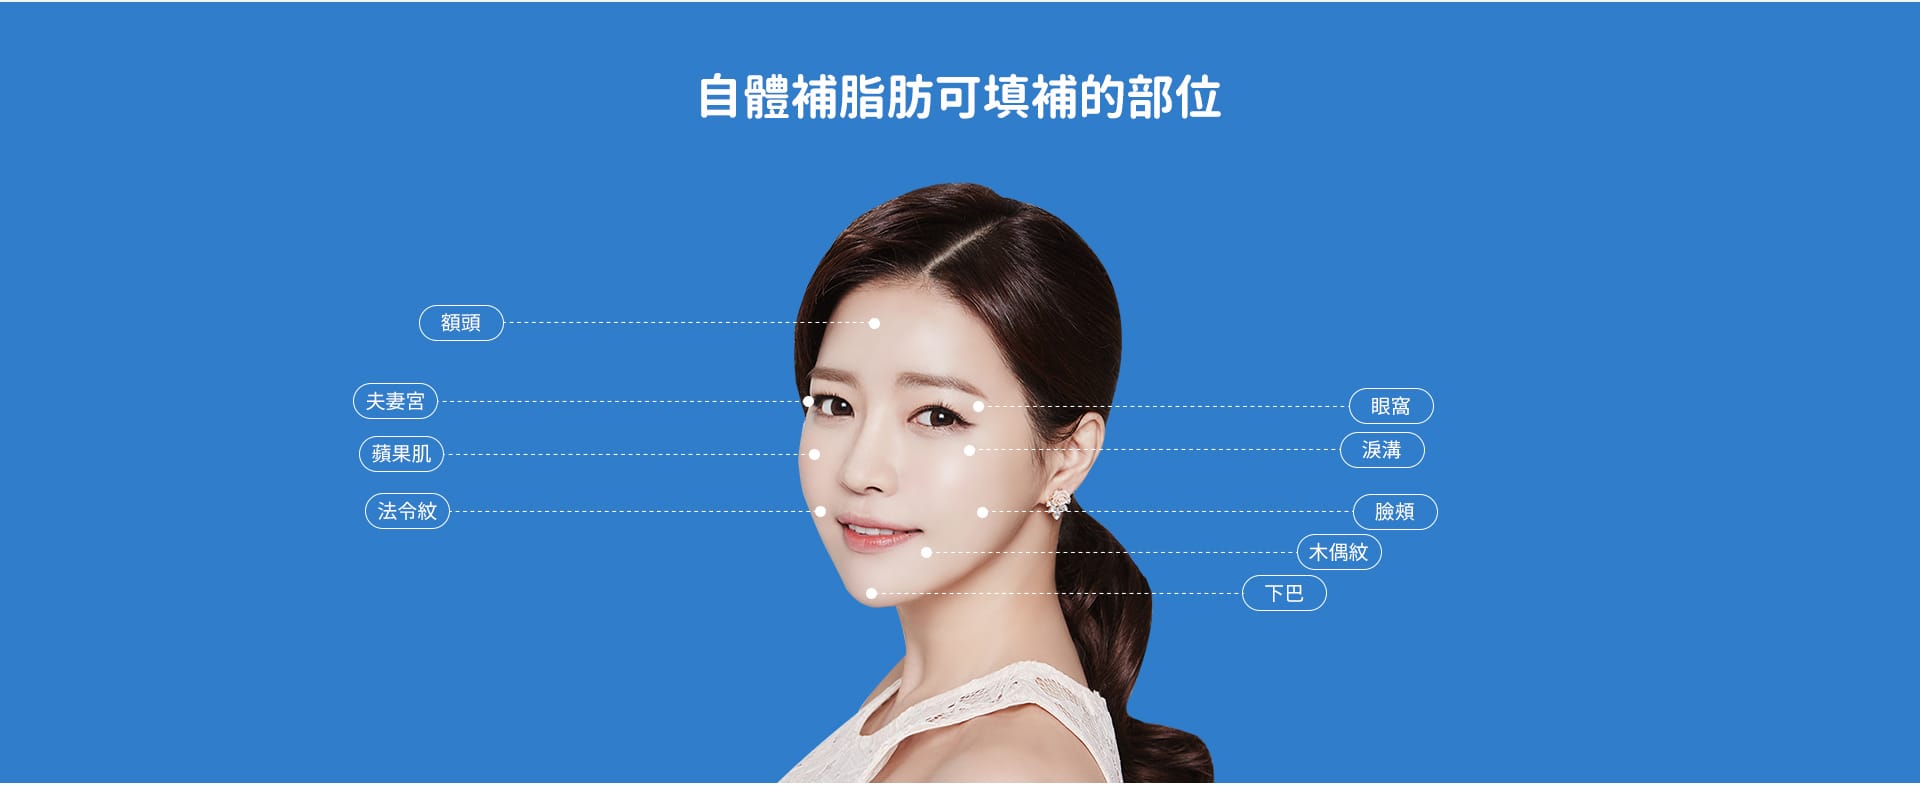 自體補脂肪可填補的部位
額頭
夫妻宮
蘋果肌
法令紋
眼窩
淚溝
臉頰
木偶紋
下巴